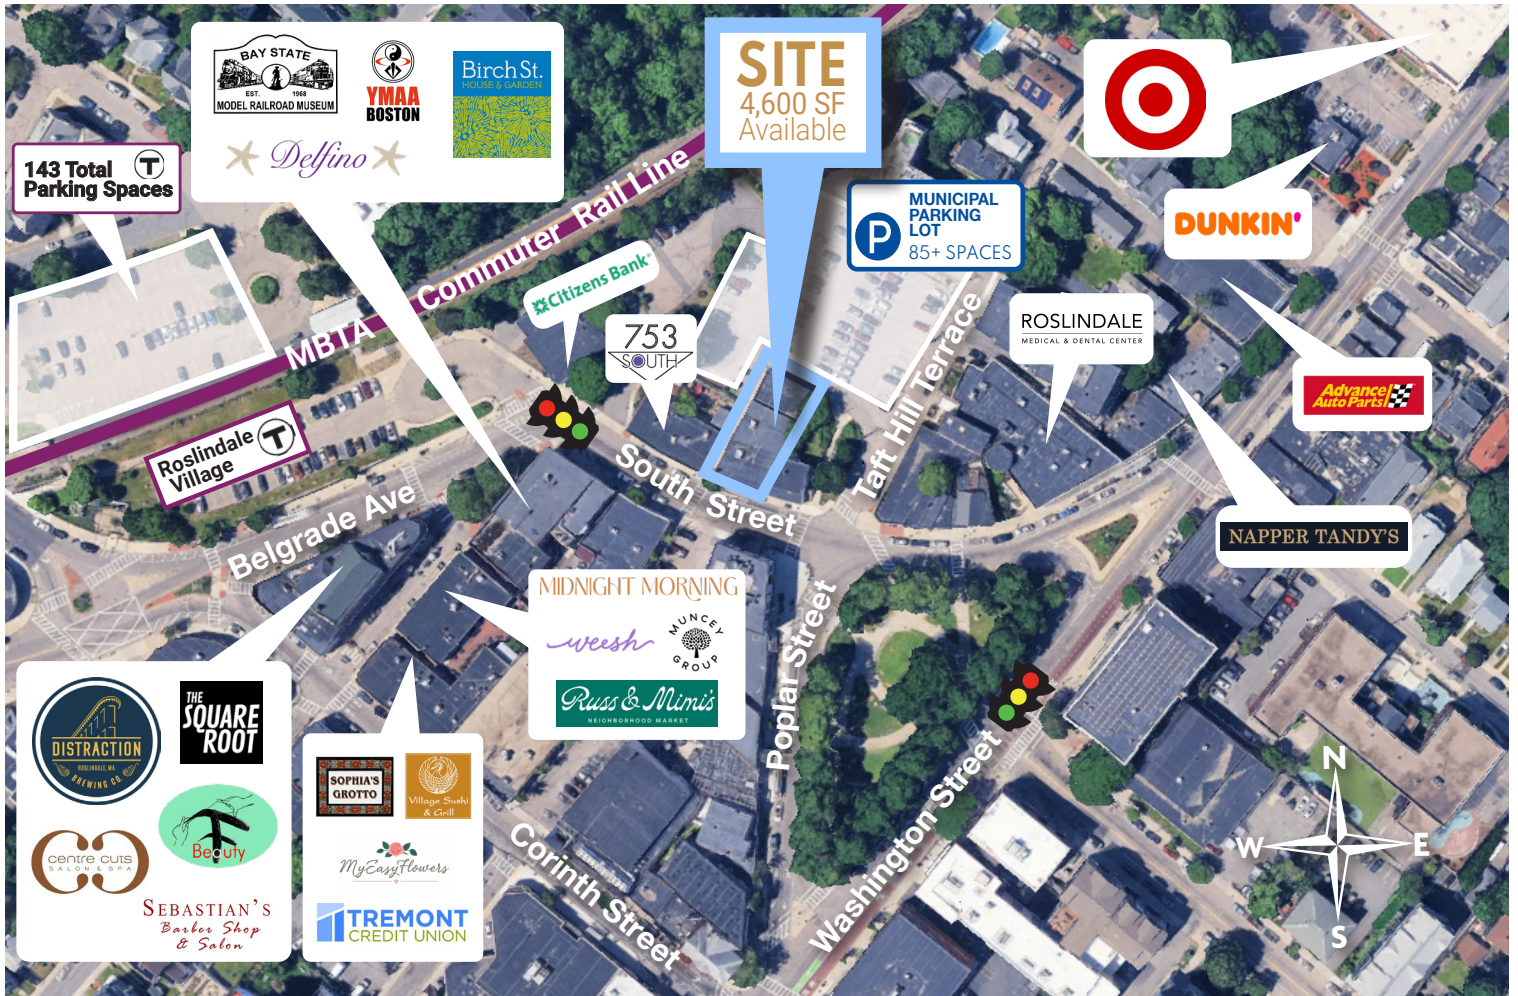 BAY STATE
EST. 1968
MODEL RAILROAD MUSEUM
YMAA
BOSTON
Birch St.
HOUSE & GARDEN
Delfino
SITE
4,600 SF
Available
143 Total
Parking Spaces
T
MUNICIPAL
PARKING
LOT
85+ SPACES
P
DUNKIN'
MBTA Commuter Rail Line
Citizens Bank
753
SOUTH
ROSLINDALE
MEDICAL & DENTAL CENTER
Advance
Auto Parts
Roslindale
Village
T
NAPPER TANDY'S
South Street
Taft Hill Terrace
Belgrade Ave
Poplar Street
Washington Street
Corinth Street
MIDNIGHT MORNING
weesh
MUNCEY
GROUP
Russ & Mimi's
NEIGHBORHOOD MARKET
DISTRACTION
ROSLINDALE, MA
BREWING CO.
THE
SQUARE
ROOT
centre cuts
SALON & SPA
Beauty
SEBASTIAN'S
Barber Shop
& Salon
SOPHIA'S
GROTTO
Village Sushi
& Grill
MyEasyFlowers
TREMONT
CREDIT UNION
N
W
E
S